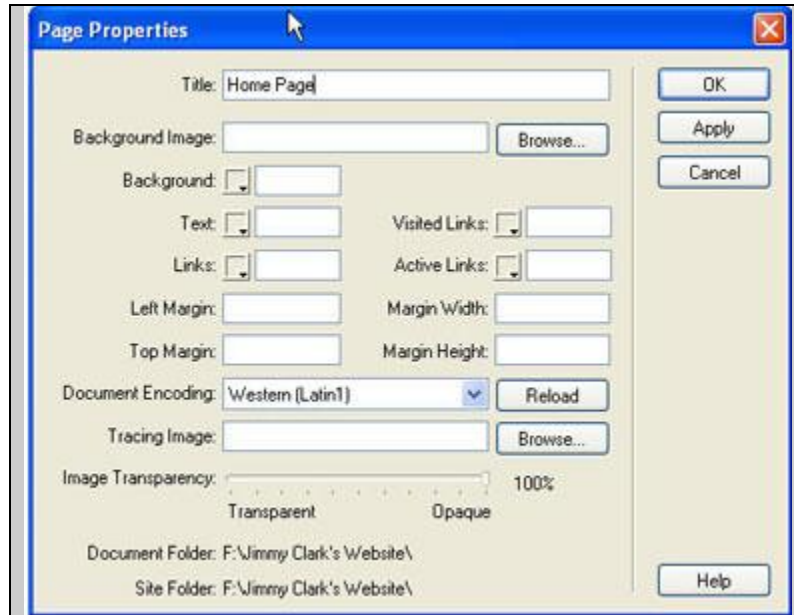 Page Properties
Title: Home Page OK
Background Image: Browse... Apply
Background: Cancel
Text: Visited Links:
Links: Active Links:
Left Margin: Margin Width:
Top Margin: Margin Height:
Document Encoding: Western (Latin1) Reload
Tracing Image: Browse...
Image Transparency: 100%
Transparent Opaque
Document Folder: F:\Jimmy Clark's Website\
Site Folder: F:\Jimmy Clark's Website\ Help